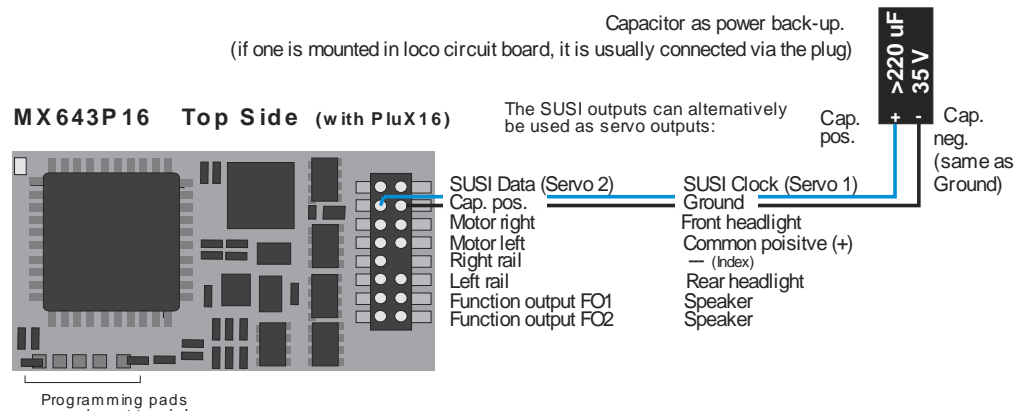 Capacitor as power back-up.
(if one is mounted in loco circuit board, it is usually connected via the plug)
>220 uF
35 V
+ -
MX643P16 Top Side (with PluX16)
The SUSI outputs can alternatively
be used as servo outputs:
Cap.
pos.
Cap.
neg.
(same as
Ground)
SUSI Data (Servo 2) SUSI Clock (Servo 1)
Cap. pos. Ground
Motor right Front headlight
Motor left Common poisitve (+)
Right rail --- (Index)
Left rail Rear headlight
Function output FO1 Speaker
Function output FO2 Speaker
Programming pads